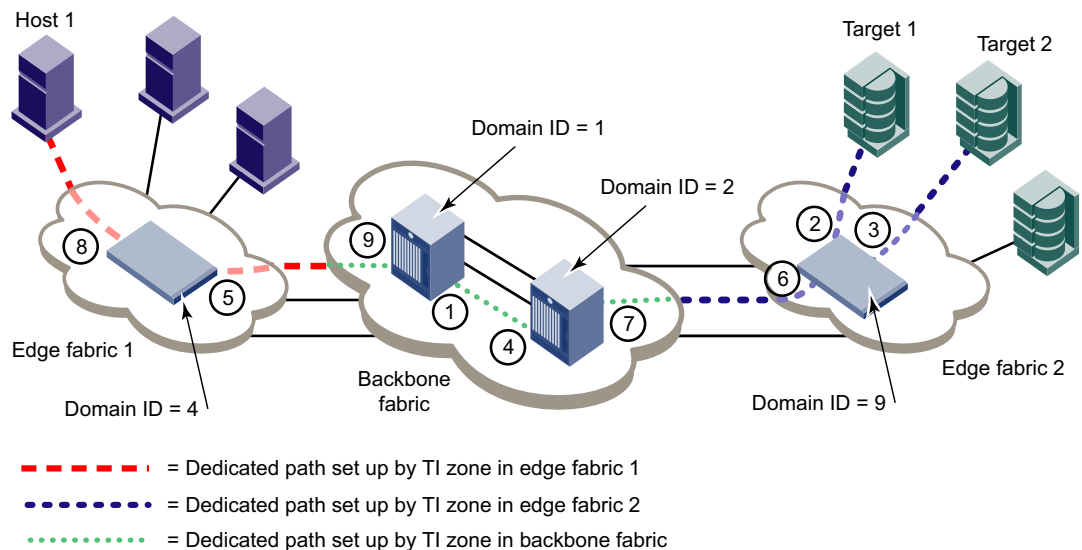 Host 1
Target 1
Target 2
Domain ID = 1
Domain ID = 2
8
5
9
1
4
7
2
3
6
Edge fabric 1
Backbone
fabric
Edge fabric 2
Domain ID = 4
Domain ID = 9
= Dedicated path set up by TI zone in edge fabric 1
= Dedicated path set up by TI zone in edge fabric 2
= Dedicated path set up by TI zone in backbone fabric